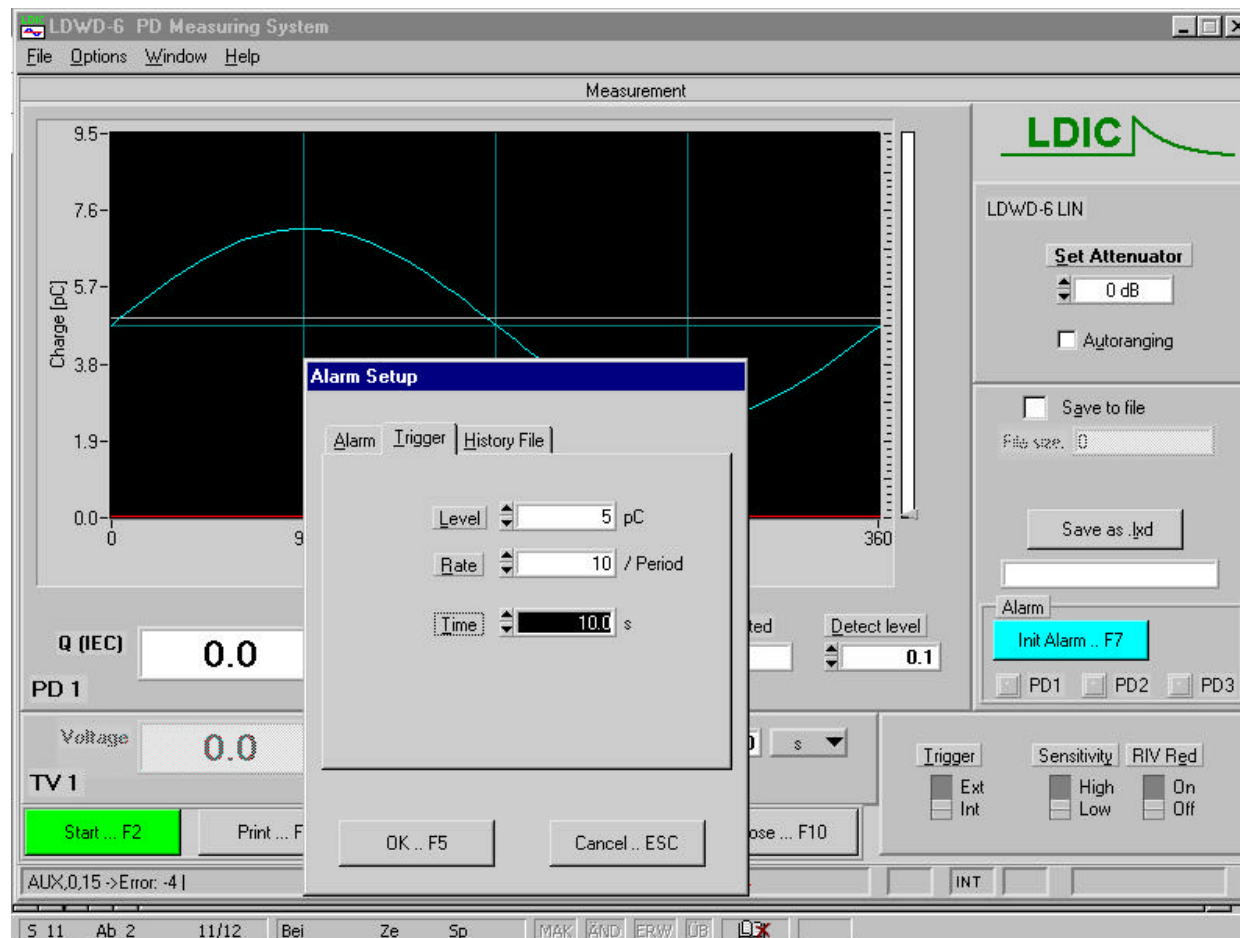 LDIC
LDWD-6 PD Measuring System
File Options Window Help
Measurement
9.5
7.6
5.7
3.8
1.9
0.0
Charge [pC]
0
9
360
LDIC
LDWD-6 LIN
Set Attenuator
0 dB
Autoranging
Save to file
File size. 0
Save as .lxd
Alarm
Init Alarm .. F7
PD1 PD2 PD3
Alarm Setup
Alarm Trigger History File
Level 5 pC
Rate 10 / Period
Time 10.0 s
OK .. F5 Cancel .. ESC
Q (IEC) 0.0
PD 1
ted Detect level
0.1
Voltage 0.0
TV 1
s
Trigger Sensitivity RIV Red
Ext High On
Int Low Off
Start ... F2 Print ... F ose ... F10
AUX,0,15 ->Error: -4 |
INT
S 11 Ab 2 11/12 Bei Ze Sp MAK ÄND ERW ÜB